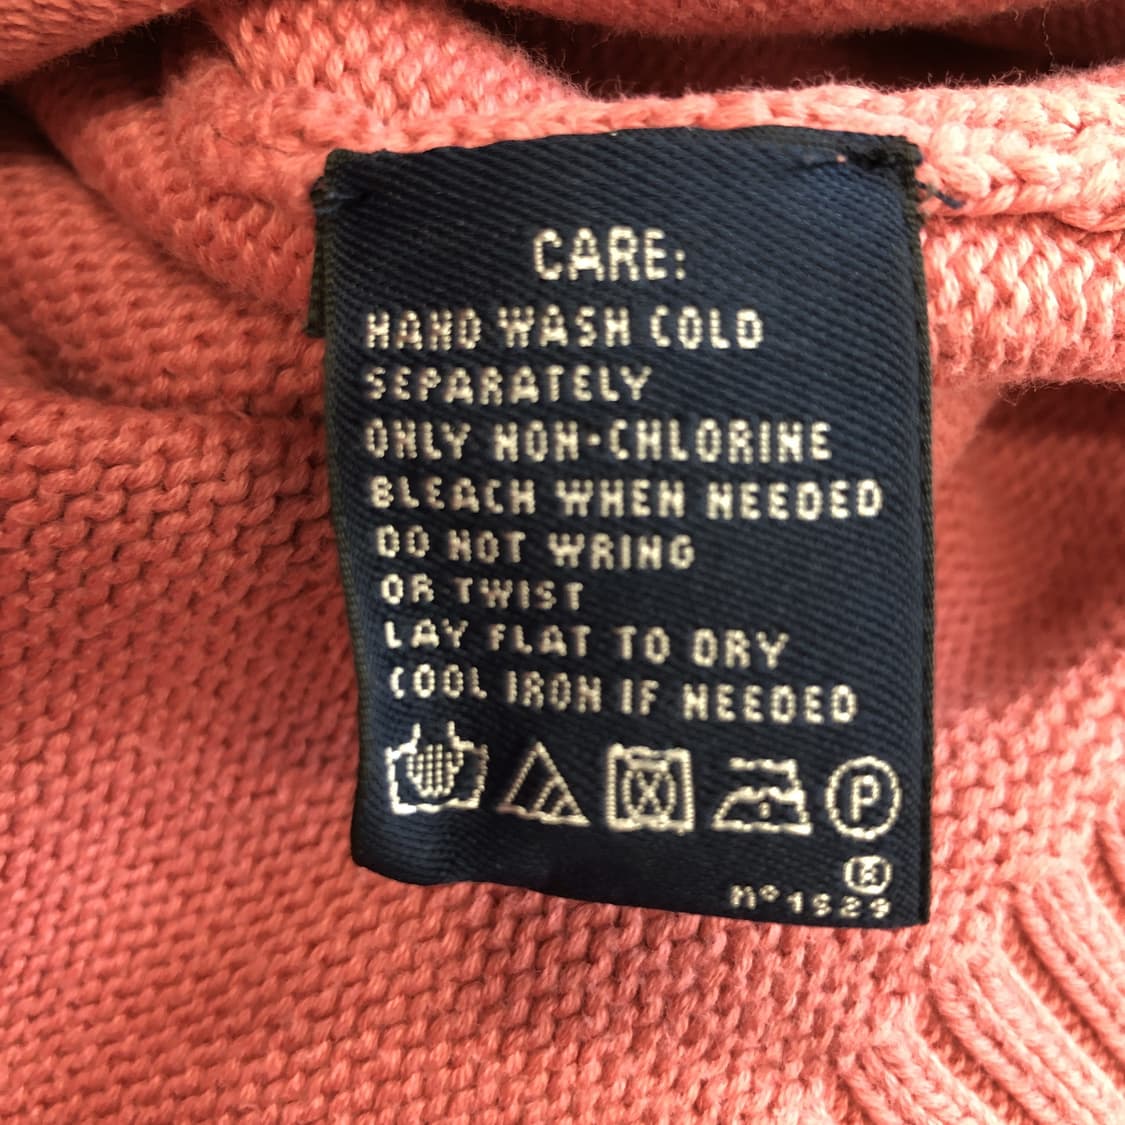 CARE:
HAND WASH COLD
SEPARATELY
ONLY NON-CHLORINE
BLEACH WHEN NEEDED
DO NOT WRING
OR TWIST
LAY FLAT TO DRY
COOL IRON IF NEEDED
P
®
Nº1529